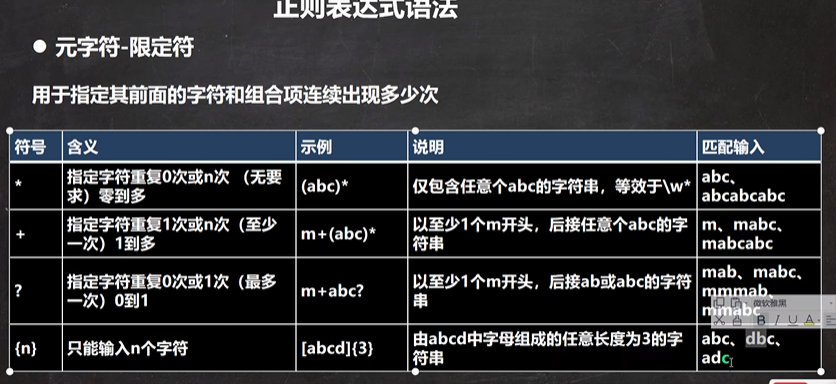 正则表达式语法
● 元字符-限定符
用于指定其前面的字符和组合项连续出现多少次
符号 含义 示例 说明 匹配输入
* 指定字符重复0次或n次 （无要求）零到多 (abc)* 仅包含任意个abc的字符串，等效于\w* abc、abcabcabc
+ 指定字符重复1次或n次（至少一次）1到多 m+(abc)* 以至少1个m开头，后接任意个abc的字符串 m、mabc、mabcabc
? 指定字符重复0次或1次（最多一次）0到1 m+abc? 以至少1个m开头，后接ab或abc的字符串 mab、mabc、mmmab、mmabc
{n} 只能输入n个字符 [abcd]{3} 由abcd中字母组成的任意长度为3的字符串 abc、dbc、adc
微软雅黑
B I U A